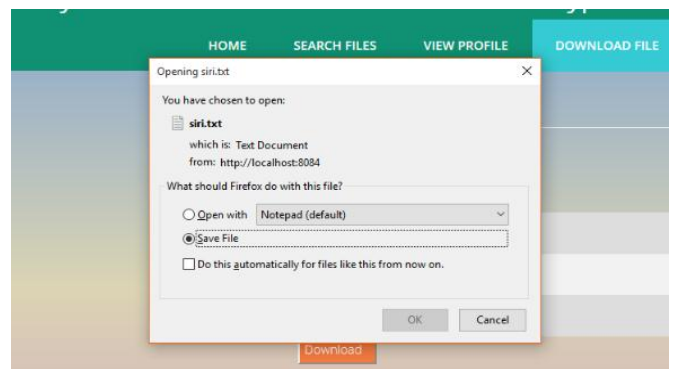 HOME SEARCH FILES VIEW PROFILE DOWNLOAD FILE
Opening siri.txt
You have chosen to open:
siri.txt
which is: Text Document
from: http://localhost:8084
What should Firefox do with this file?
Open with Notepad (default)
Save File
Do this automatically for files like this from now on.
OK Cancel
Download